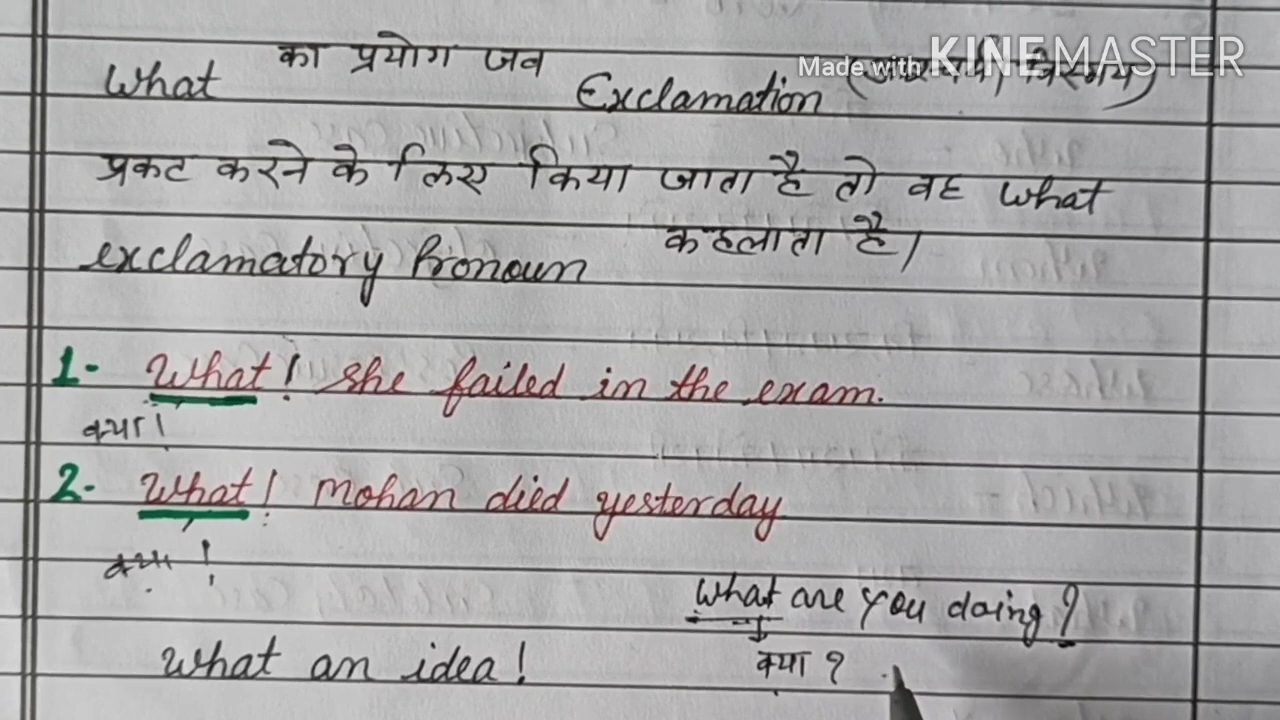 What का प्रयोग जब Exclamation
Made with KINEMASTER
प्रकट करने के लिए किया जाता है तो वह What
exclamatory Pronoun कहलाता है।
1- What! she failed in the exam.
क्या!
2- What! Mohan died yesterday
क्या!
What are you doing?
What an idea!
क्या?